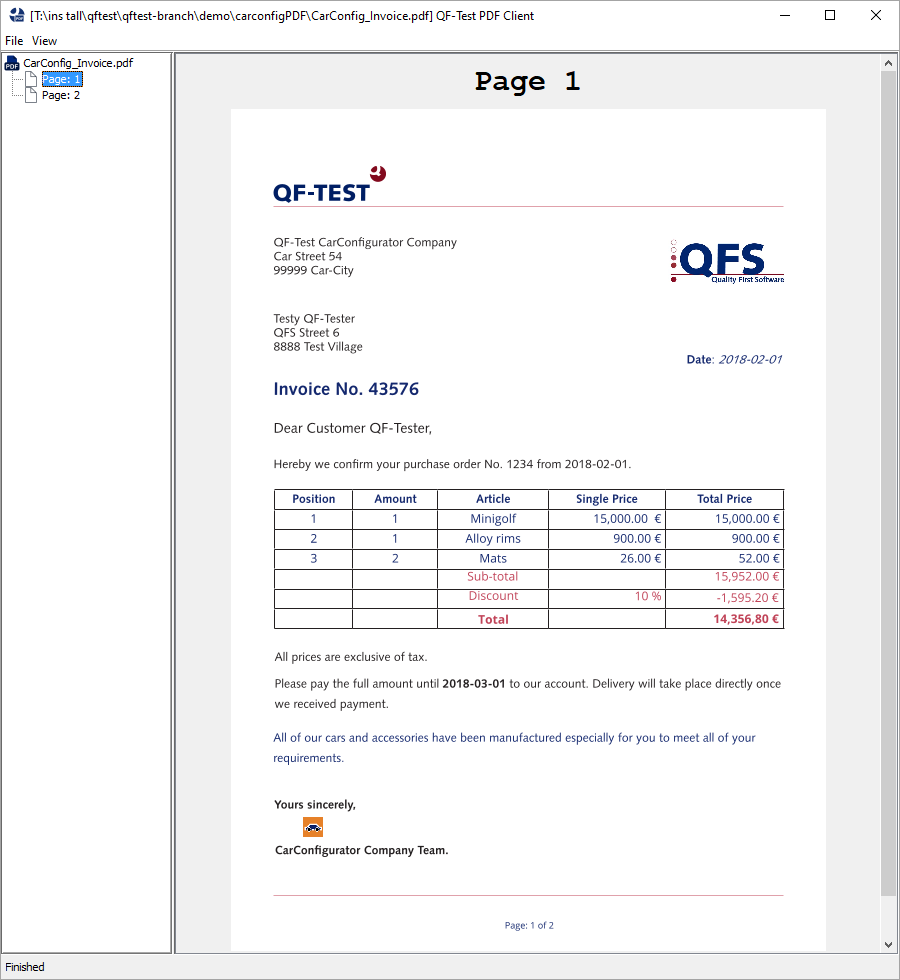 [T:\ins tall\qftest\qftest-branch\demo\carconfigPDF\CarConfig_Invoice.pdf] QF-Test PDF Client
File View
CarConfig_Invoice.pdf
Page: 1
Page: 2
Page 1
QF-TEST
QF-Test CarConfigurator Company
Car Street 54
99999 Car-City
QFS
Quality First Software
Testy QF-Tester
QFS Street 6
8888 Test Village
Date: 2018-02-01
Invoice No. 43576
Dear Customer QF-Tester,
Hereby we confirm your purchase order No. 1234 from 2018-02-01.
Position Amount Article Single Price Total Price
1 1 Minigolf 15,000.00 € 15,000.00 €
2 1 Alloy rims 900.00 € 900.00 €
3 2 Mats 26.00 € 52.00 €
Sub-total 15,952.00 €
Discount 10 % -1,595.20 €
Total 14,356,80 €
All prices are exclusive of tax.
Please pay the full amount until 2018-03-01 to our account. Delivery will take place directly once
we received payment.
All of our cars and accessories have been manufactured especially for you to meet all of your
requirements.
Yours sincerely,
CarConfigurator Company Team.
Page: 1 of 2
Finished